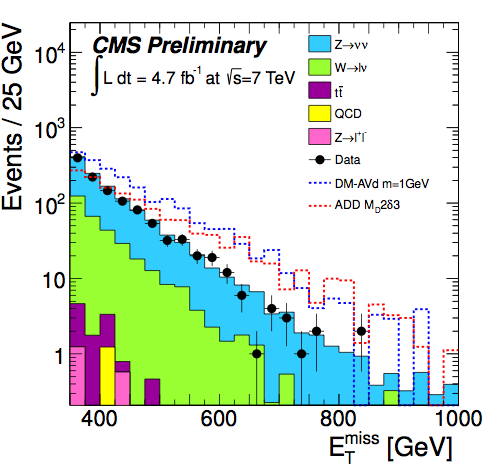 CMS Preliminary
∫ L dt = 4.7 fb⁻¹ at √s=7 TeV
Z→νν
W→lν
tt̄
QCD
Z→l⁺l⁻
Data
DM-AVd m=1GeV
ADD M_D2δ3
Events / 25 GeV
10⁴
10³
10²
10
1
400 600 800 1000
E_T^miss [GeV]